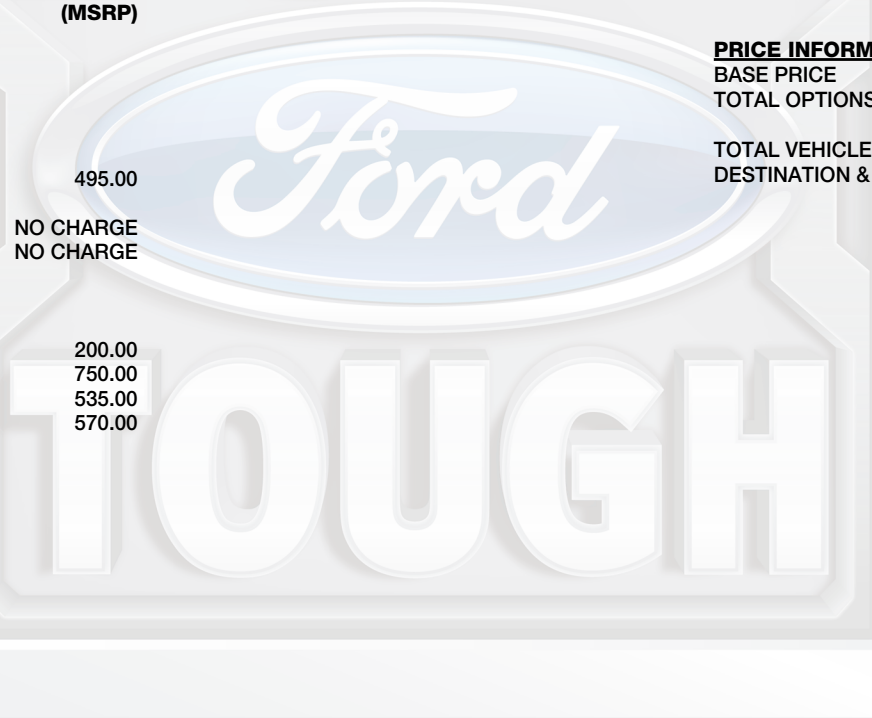 (MSRP)
495.00
NO CHARGE
NO CHARGE
200.00
750.00
535.00
570.00
PRICE INFORM
BASE PRICE
TOTAL OPTIONS
TOTAL VEHICLE
DESTINATION &
Ford
TOUGH